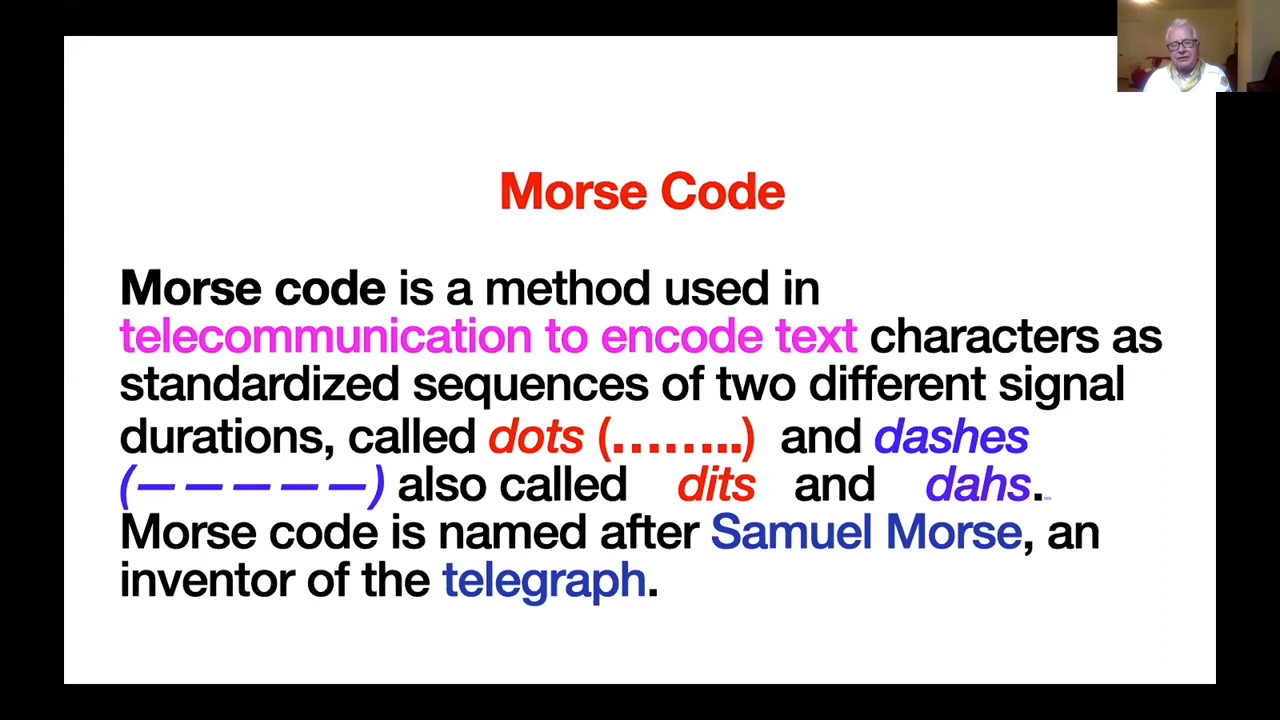 Morse Code
Morse code is a method used in
telecommunication to encode text characters as
standardized sequences of two different signal
durations, called dots (……..) and dashes
(— — — — —) also called dits and dahs.
Morse code is named after Samuel Morse, an
inventor of the telegraph.